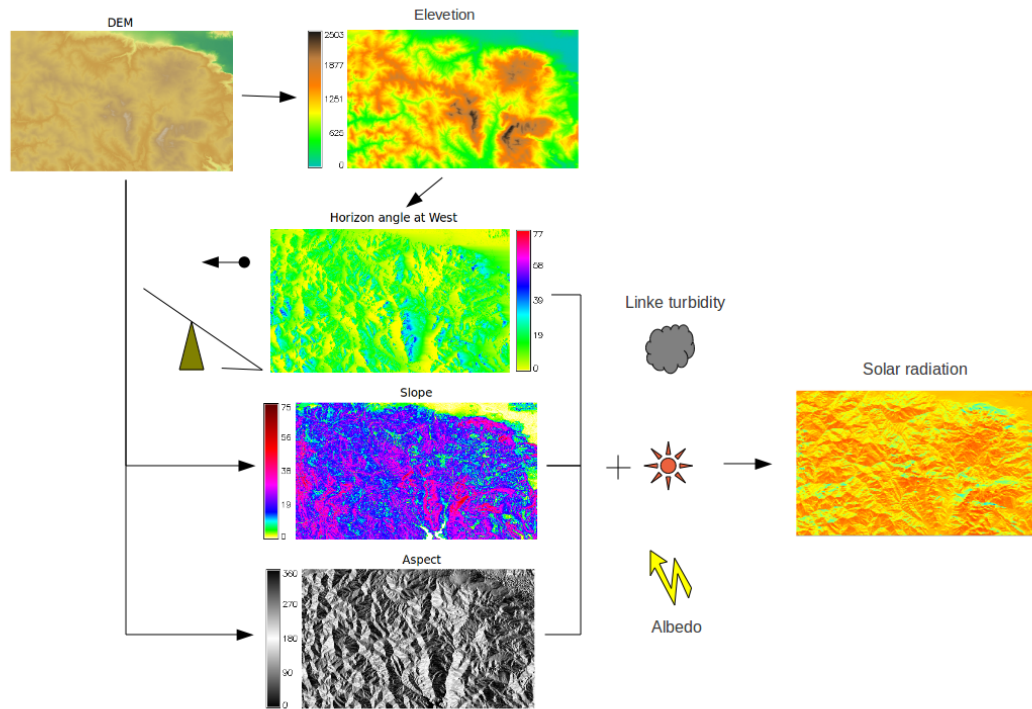 DEM
Elevetion
2503
1877
1251
625
0
Horizon angle at West
77
58
39
19
0
Linke turbidity
Solar radiation
Slope
75
56
38
19
0
Aspect
360
270
180
90
0
Albedo